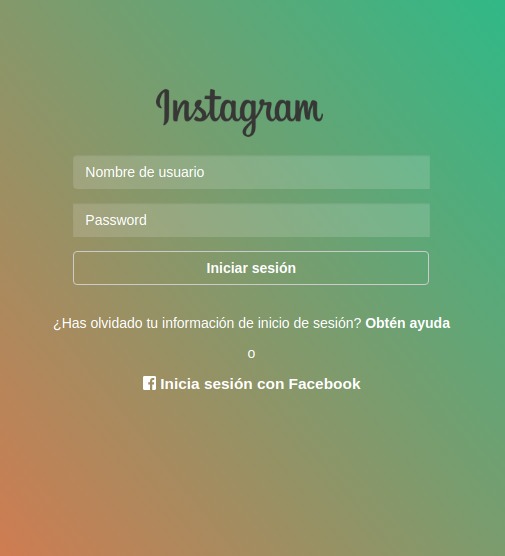 Instagram
Nombre de usuario
Password
Iniciar sesión
¿Has olvidado tu información de inicio de sesión? Obtén ayuda
o
Inicia sesión con Facebook